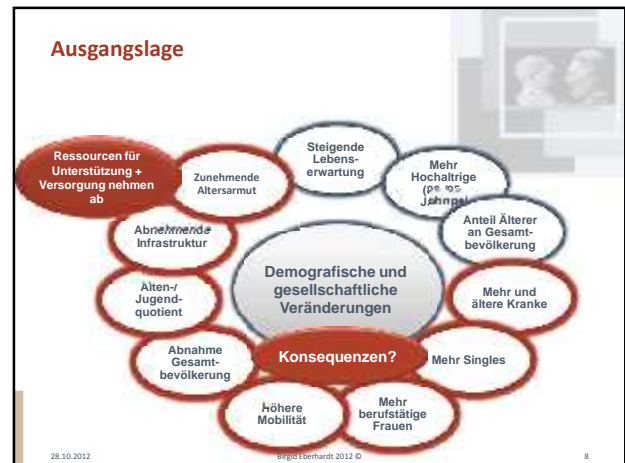 Ausgangslage
Steigende
Lebens-
erwartung
Mehr
Hochaltrige
Anteil Älterer
an Gesamt-
bevölkerung
Mehr und
ältere Kranke
Mehr Singles
Mehr
berufstätige
Frauen
Höhere
Mobilität
Abnahme
Gesamt-
bevölkerung
Alten-/
Jugend-
quotient
Abnehmende
Infrastruktur
Zunehmende
Altersarmut
Ressourcen für
Unterstützung +
Versorgung nehmen
ab
Demografische und
gesellschaftliche
Veränderungen
Konsequenzen?
28.10.2012
Birgid Eberhardt 2012 ©
8